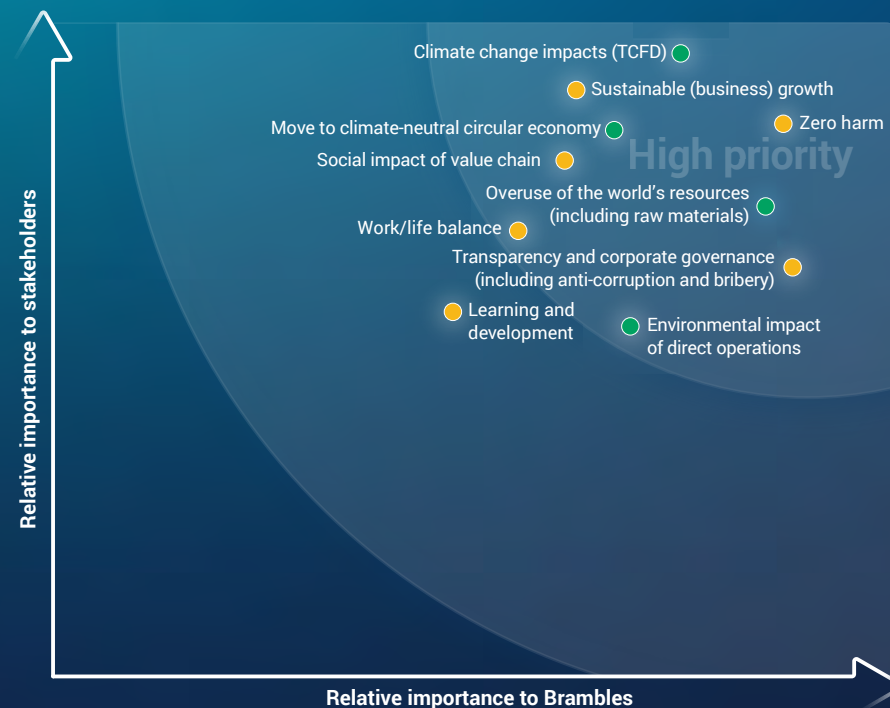 Climate change impacts (TCFD)
Sustainable (business) growth
Zero harm
Move to climate-neutral circular economy
High priority
Social impact of value chain
Overuse of the world’s resources
(including raw materials)
Work/life balance
Transparency and corporate governance
(including anti-corruption and bribery)
Learning and
development
Environmental impact
of direct operations
Relative importance to stakeholders
Relative importance to Brambles